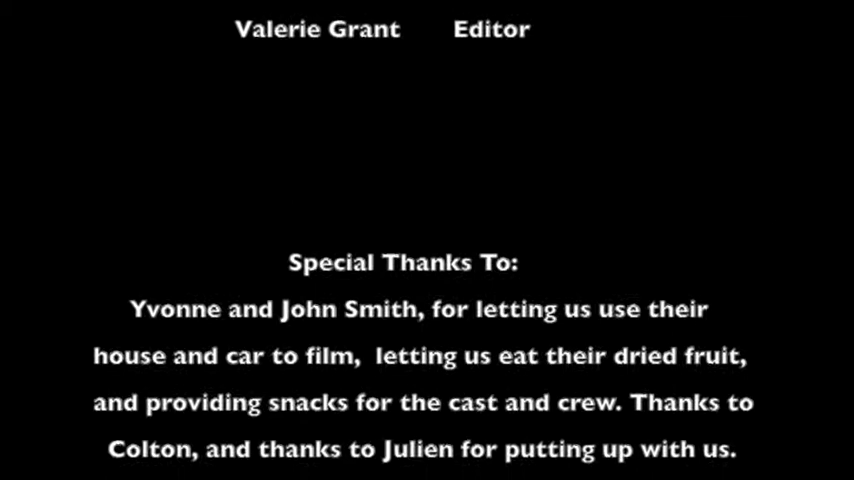 Valerie Grant Editor
Special Thanks To:
Yvonne and John Smith, for letting us use their
house and car to film, letting us eat their dried fruit,
and providing snacks for the cast and crew. Thanks to
Colton, and thanks to Julien for putting up with us.